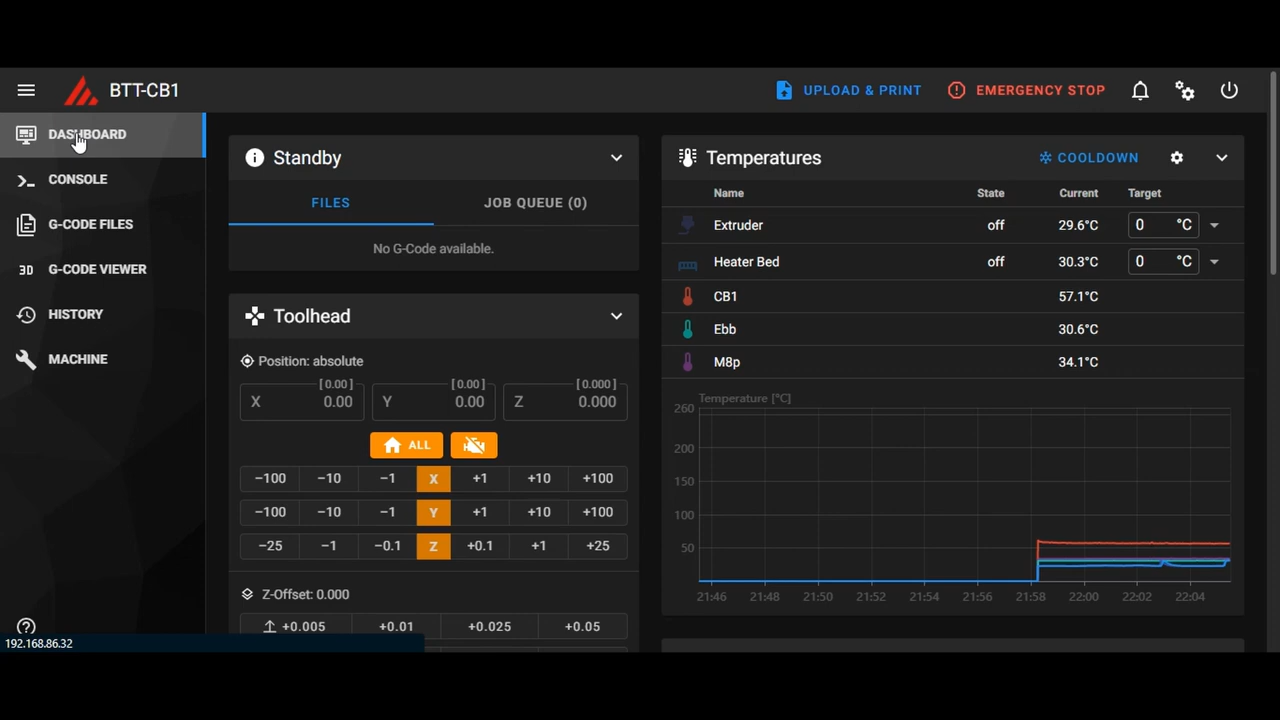 BTT-CB1
UPLOAD & PRINT
EMERGENCY STOP
DASHBOARD
CONSOLE
G-CODE FILES
3D G-CODE VIEWER
HISTORY
MACHINE
192.168.86.32
Standby
FILES JOB QUEUE (0)
No G-Code available.
Toolhead
Position: absolute
[0.00] [0.00] [0.000]
X 0.00 Y 0.00 Z 0.000
ALL
−100 −10 −1 X +1 +10 +100
−100 −10 −1 Y +1 +10 +100
−25 −1 −0.1 Z +0.1 +1 +25
Z-Offset: 0.000
+0.005 +0.01 +0.025 +0.05
Temperatures
COOLDOWN
Name State Current Target
Extruder off 29.6°C 0 °C
Heater Bed off 30.3°C 0 °C
CB1 57.1°C
Ebb 30.6°C
M8p 34.1°C
Temperature [°C]
260
200
150
100
50
21:46 21:48 21:50 21:52 21:54 21:56 21:58 22:00 22:02 22:04